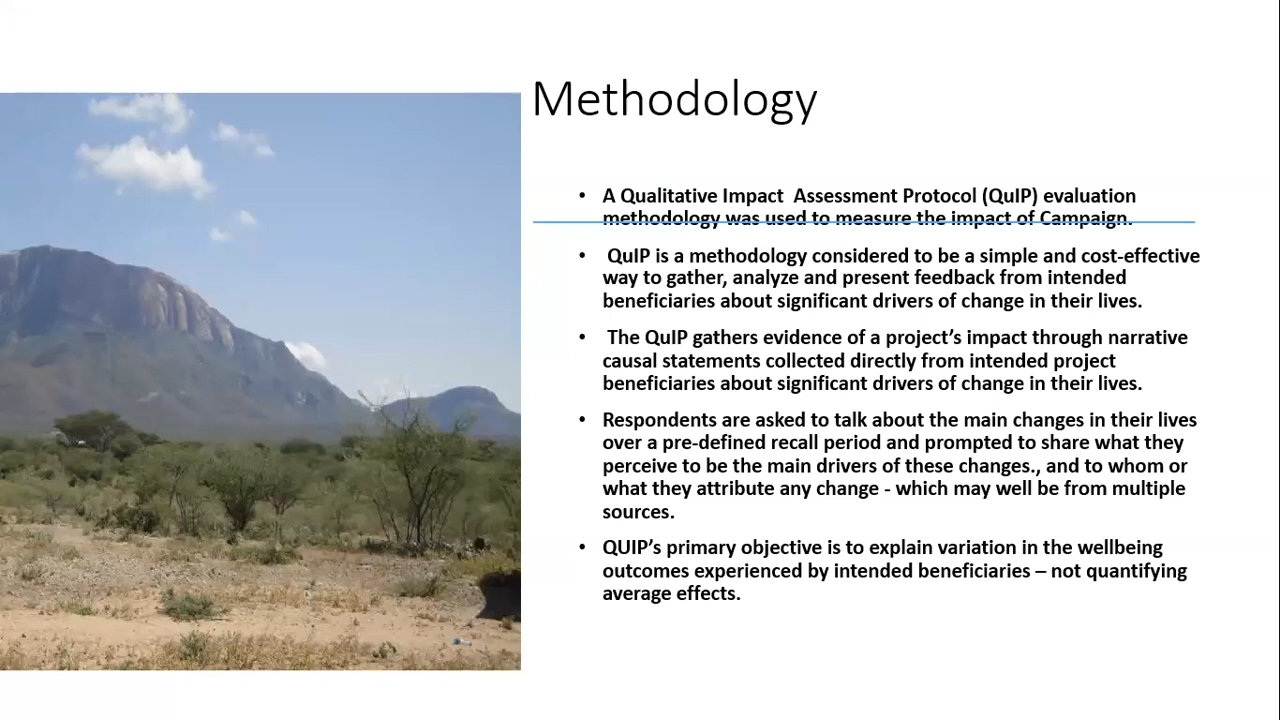 Methodology
• A Qualitative Impact  Assessment Protocol (QuIP) evaluation
methodology was used to measure the impact of Campaign.
•  QuIP is a methodology considered to be a simple and cost-effective
way to gather, analyze and present feedback from intended
beneficiaries about significant drivers of change in their lives.
•  The QuIP gathers evidence of a project’s impact through narrative
causal statements collected directly from intended project
beneficiaries about significant drivers of change in their lives.
• Respondents are asked to talk about the main changes in their lives
over a pre-defined recall period and prompted to share what they
perceive to be the main drivers of these changes., and to whom or
what they attribute any change - which may well be from multiple
sources.
• QUIP’s primary objective is to explain variation in the wellbeing
outcomes experienced by intended beneficiaries – not quantifying
average effects.